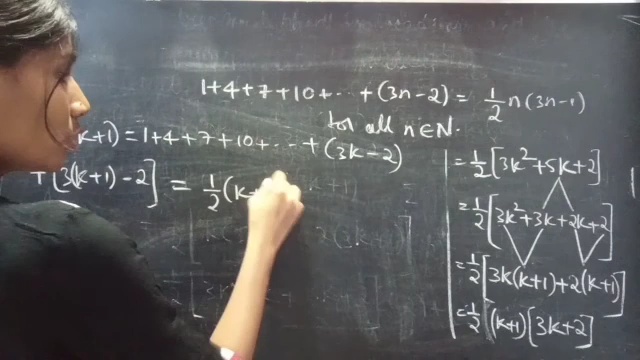 1+4+7+10+...+(3n-2) = 1/2 n(3n-1)
for all n∈N.
k+1) = 1+4+7+10+...+(3k-2)
+[3(k+1)-2] = 1/2(k+
= 1/2[3k²+5k+2]
= 1/2[3k²+3k+2k+2]
= 1/2[3k(k+1)+2(k+1)]
= 1/2 (k+1)[3k+2]